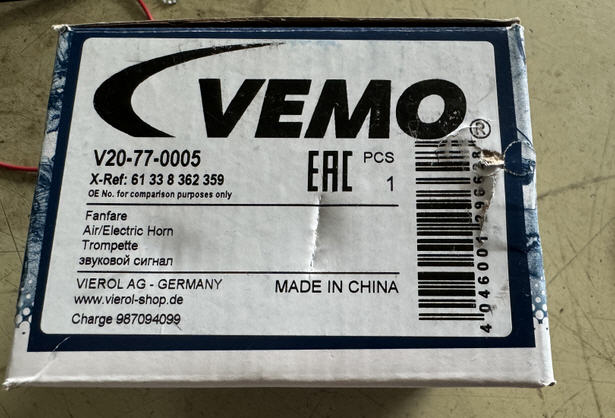 VEMO®
V20-77-0005
X-Ref: 61 33 8 362 359
OE No. for comparison purposes only
EAC
PCS
1
Fanfare
Air/Electric Horn
Trompette
звуковой сигнал
VIEROL AG - GERMANY
www.vierol-shop.de
MADE IN CHINA
Charge 987094099